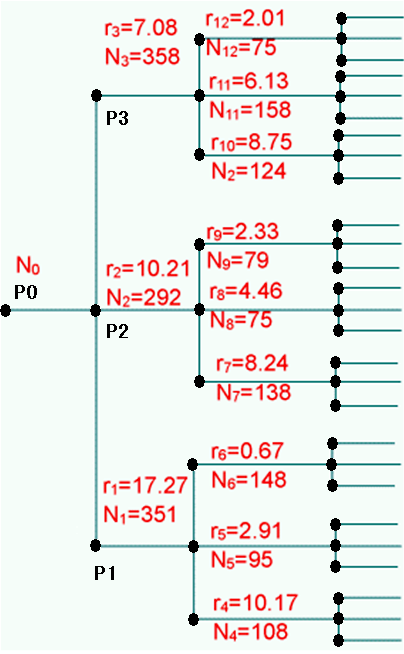 r₁₂=2.01
r₃=7.08
N₃=358
N₁₂=75
r₁₁=6.13
P3
N₁₁=158
r₁₀=8.75
N₂=124
r₉=2.33
N₀
r₂=10.21
N₉=79
P0
N₂=292
r₈=4.46
P2
N₈=75
r₇=8.24
N₇=138
r₆=0.67
r₁=17.27
N₆=148
N₁=351
r₅=2.91
P1
N₅=95
r₄=10.17
N₄=108